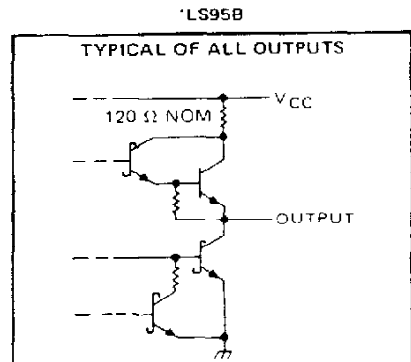 'LS95B
TYPICAL OF ALL OUTPUTS
VCC
120 Ω NOM
OUTPUT